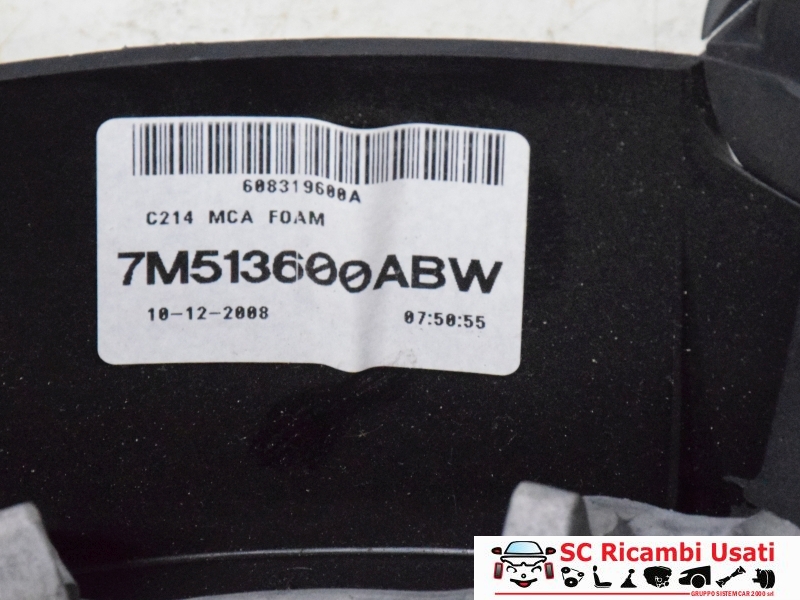 608319600A
C214 MCA FOAM
7M513600ABW
10-12-2008 07:50:55
SC Ricambi Usati
GRUPPO SISTEMCAR 2000 srl